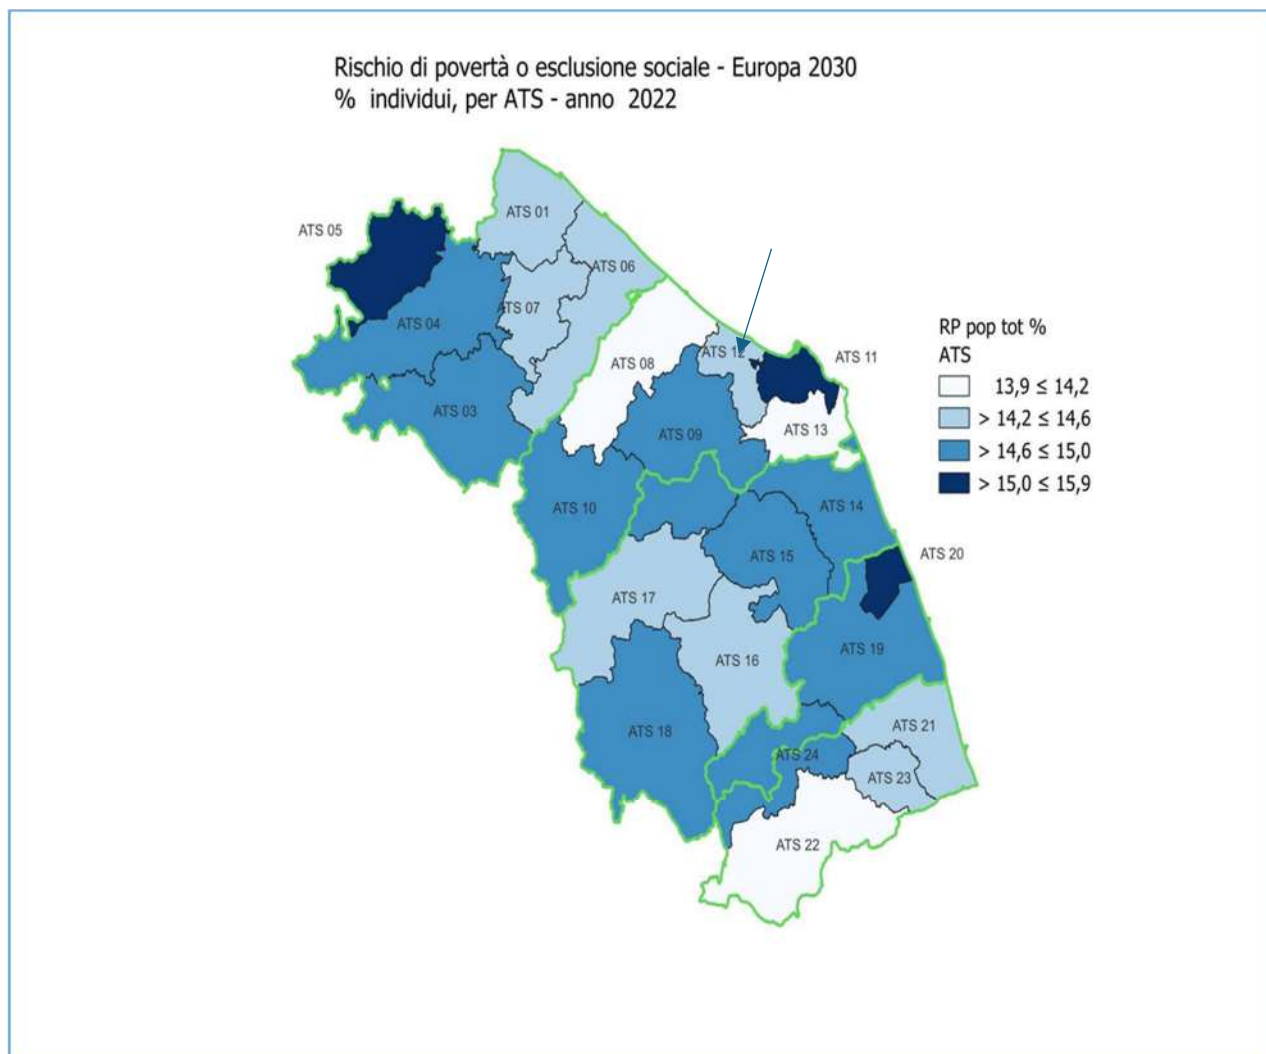 Rischio di povertà o esclusione sociale - Europa 2030
% individui, per ATS - anno 2022
ATS 01
ATS 05
ATS 06
ATS 07
ATS 04
ATS 12
ATS 11
ATS 08
ATS 03
ATS 13
ATS 09
ATS 10
ATS 14
ATS 15
ATS 20
ATS 17
ATS 19
ATS 16
ATS 21
ATS 18
ATS 24
ATS 23
ATS 22
RP pop tot %
ATS
13,9 ≤ 14,2
> 14,2 ≤ 14,6
> 14,6 ≤ 15,0
> 15,0 ≤ 15,9